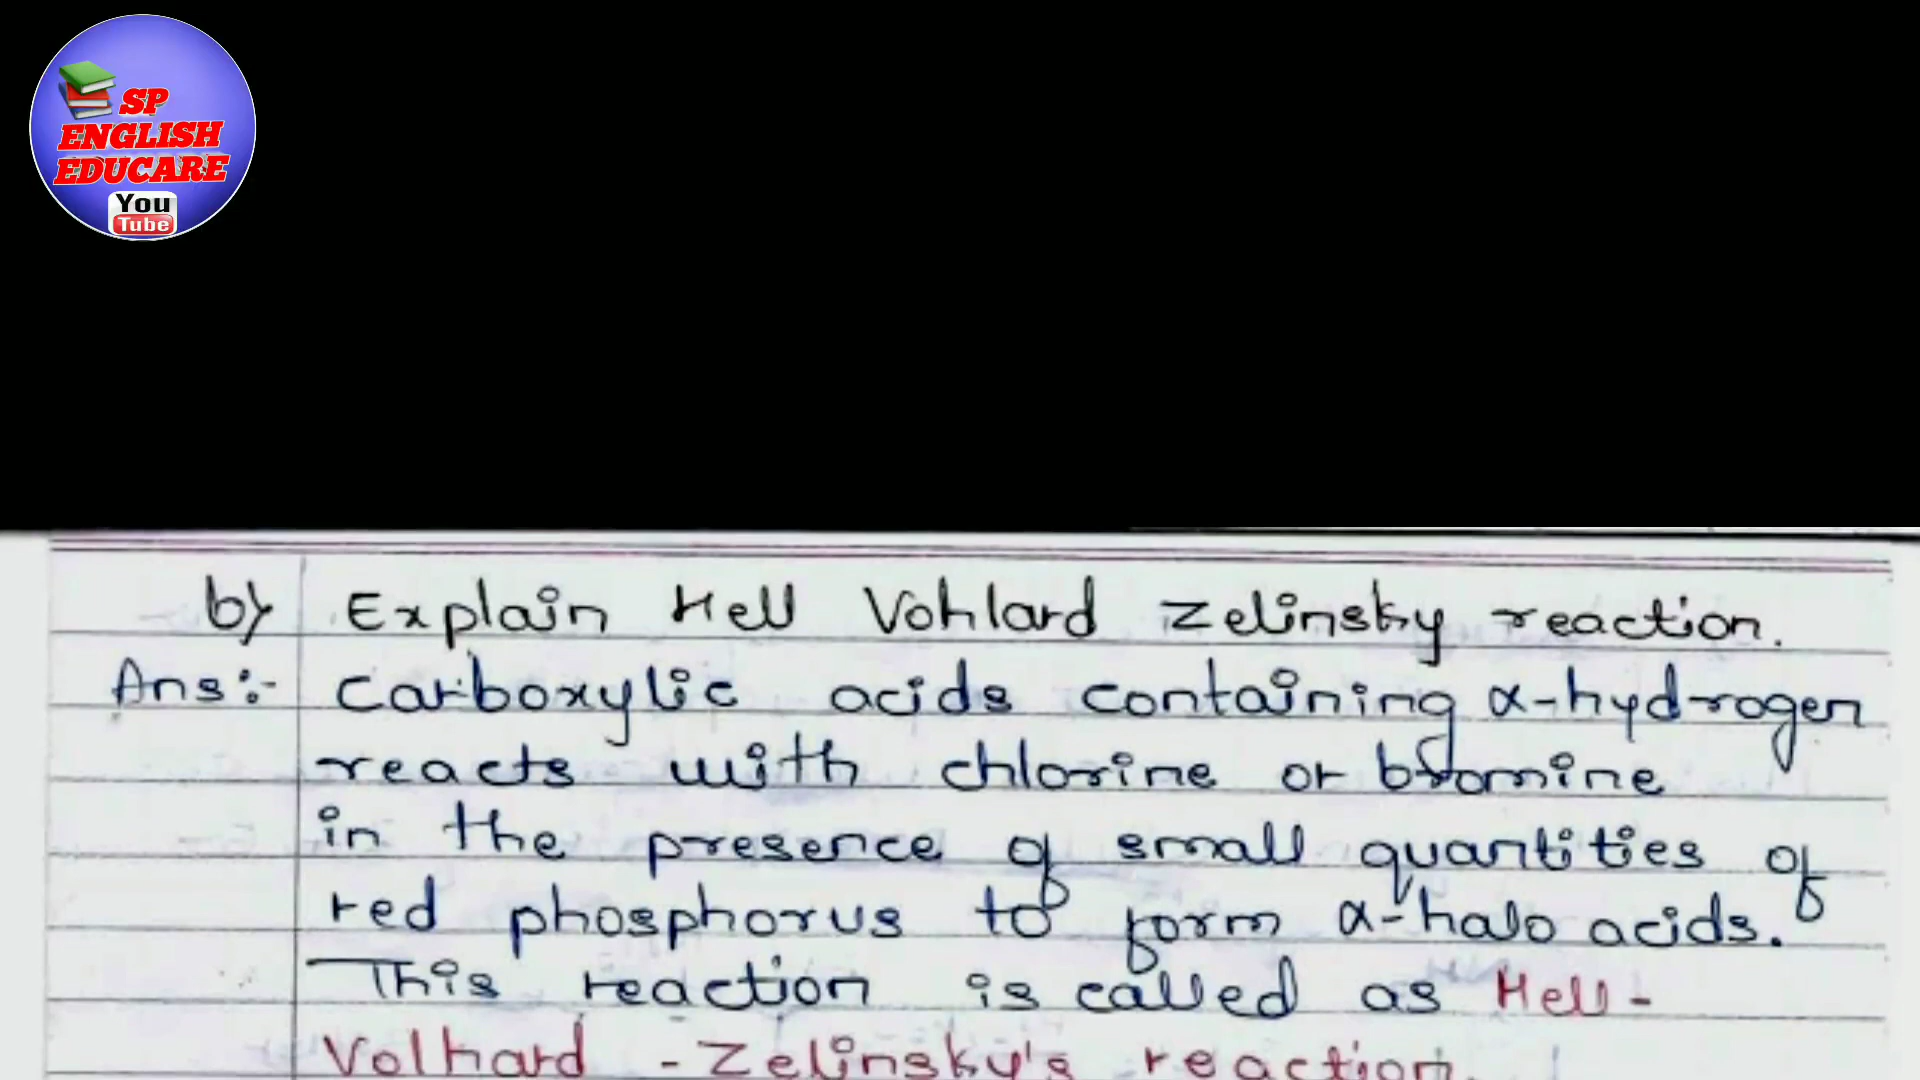 SP
ENGLISH
EDUCARE
You
Tube
b) Explain Hell Vohlard Zelinsky reaction.
Ans:- Carboxylic acids containing α-hydrogen
reacts with chlorine or bromine
in the presence of small quantities of
red phosphorus to form α-halo acids.
This reaction is called as Hell-
Volhard - Zelinsky's reaction.